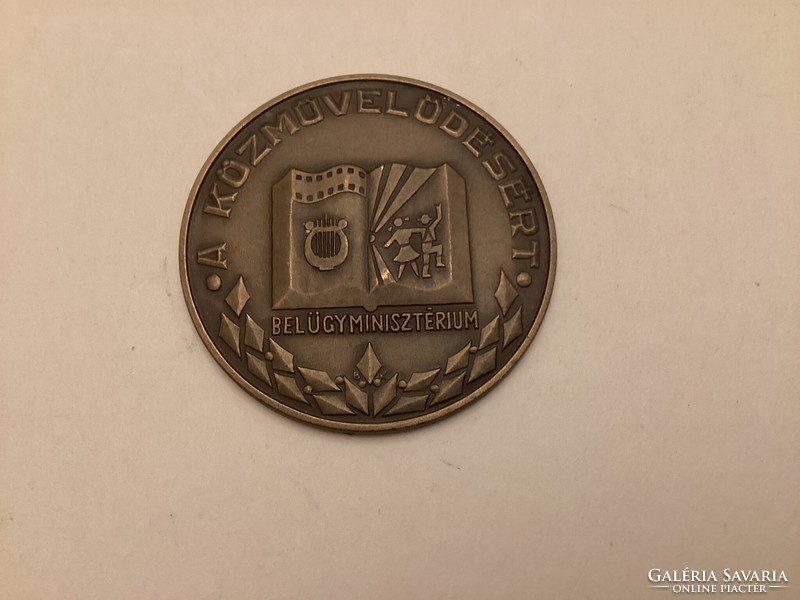 • A KÖZMŰVELŐDÉSÉRT •
BELÜGYMINISZTÉRIUM
B K
GALÉRIA SAVARIA
ONLINE PIACTÉR